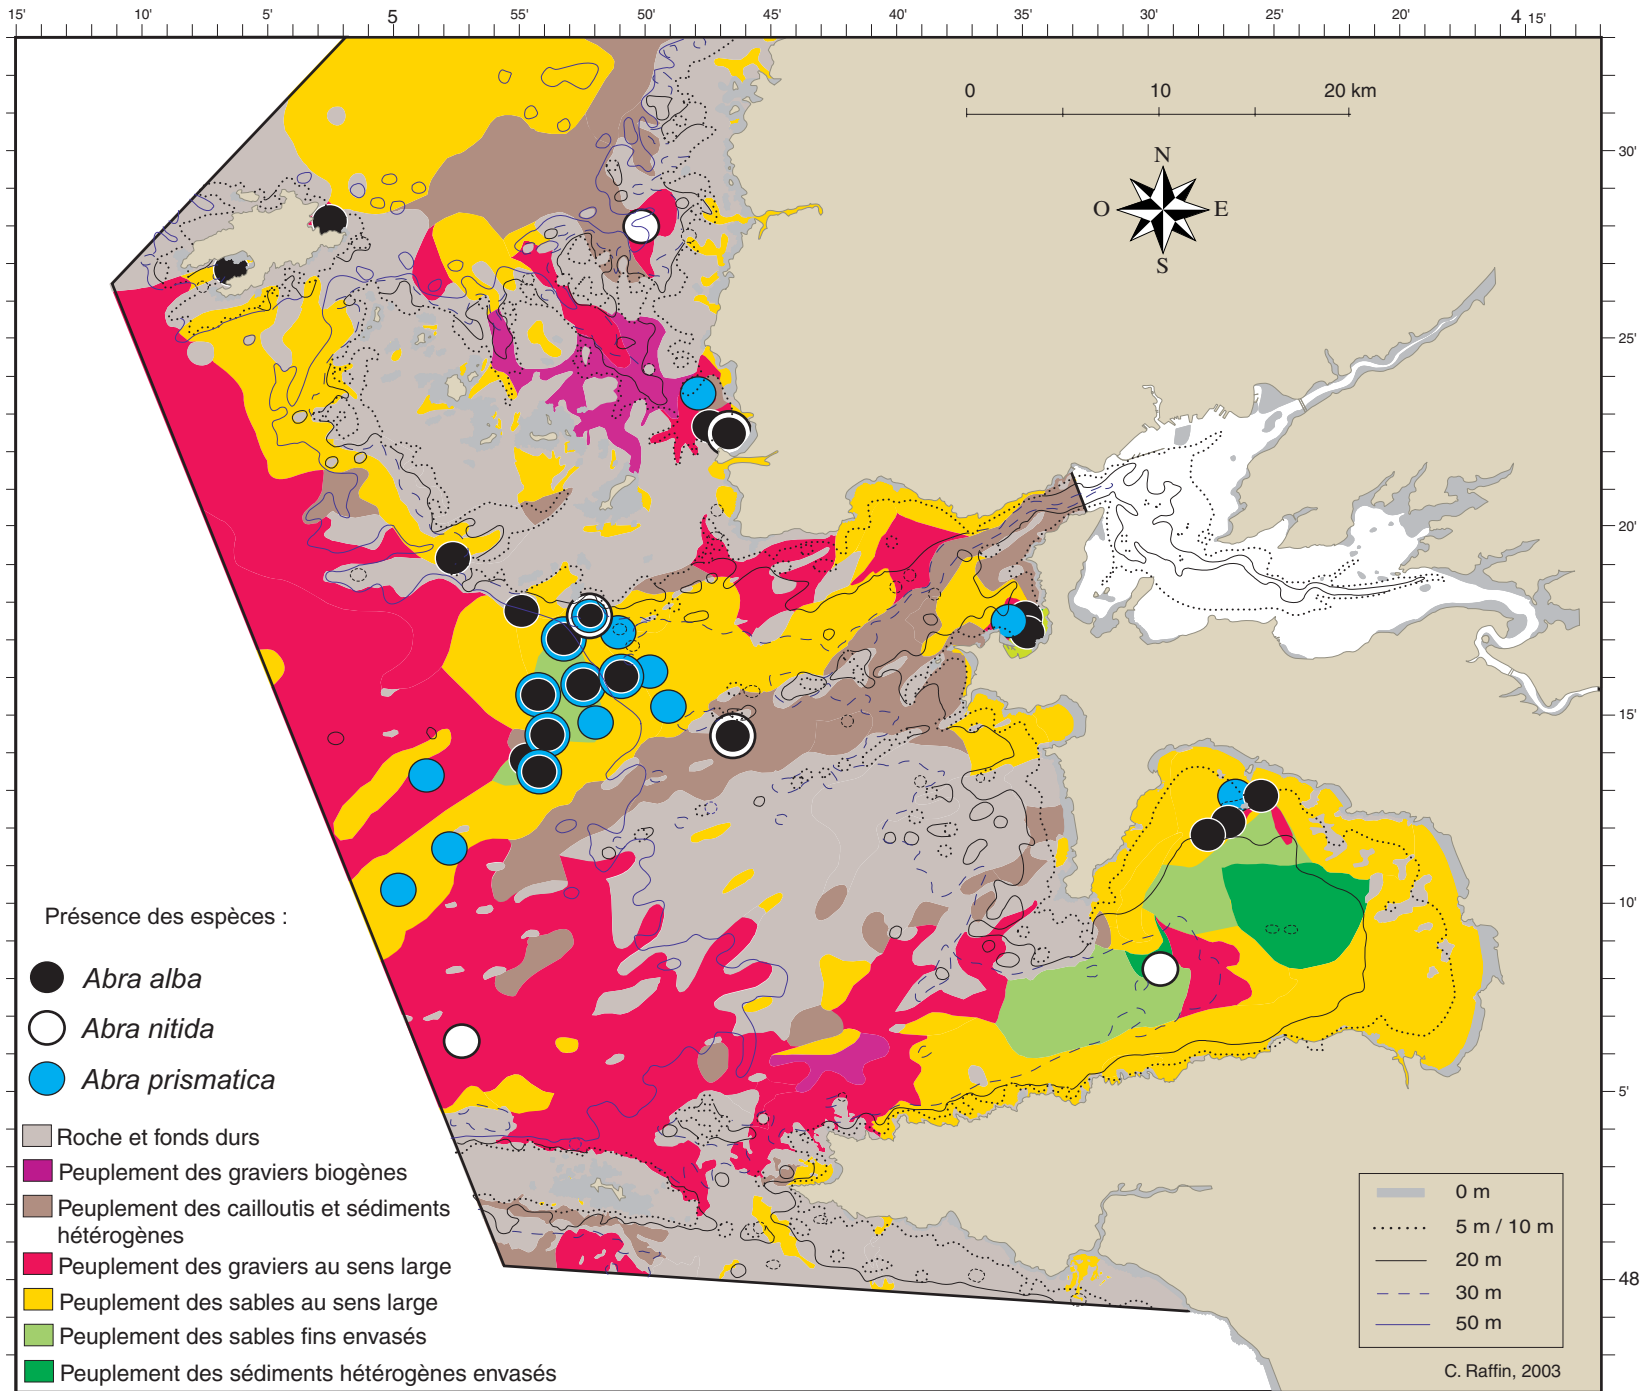 15' 10' 5' 5 55' 50' 45' 40' 35' 30' 25' 20' 4 15'
0 10 20 km
N
O E
S
30'
25'
20'
15'
10'
5'
48
Présence des espèces :
Abra alba
Abra nitida
Abra prismatica
Roche et fonds durs
Peuplement des graviers biogènes
Peuplement des cailloutis et sédiments
hétérogènes
Peuplement des graviers au sens large
Peuplement des sables au sens large
Peuplement des sables fins envasés
Peuplement des sédiments hétérogènes envasés
0 m
5 m / 10 m
20 m
30 m
50 m
C. Raffin, 2003